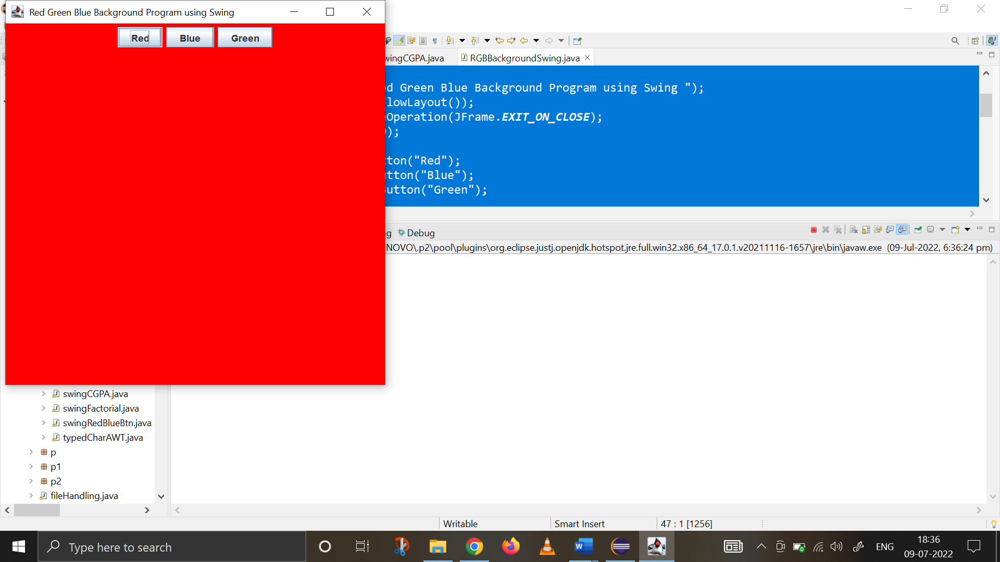 Red Green Blue Background Program using Swing
Red Blue Green
wingCGPA.java
RGBBackgroundSwing.java
ed Green Blue Background Program using Swing ");
FlowLayout());
eOperation(JFrame.EXIT_ON_CLOSE);
);
tton("Red");
utton("Blue");
Button("Green");
g
Debug
NOVO\.p2\pool\plugins\org.eclipse.justj.openjdk.hotspot.jre.full.win32.x86_64_17.0.1.v20211116-1657\jre\bin\javaw.exe (09-Jul-2022, 6:36:24 pm)
swingCGPA.java
swingFactorial.java
swingRedBlueBtn.java
typedCharAWT.java
p
p1
p2
fileHandling.java
Writable
Smart Insert
47 : 1 [1256]
Type here to search
ENG
18:36
09-07-2022